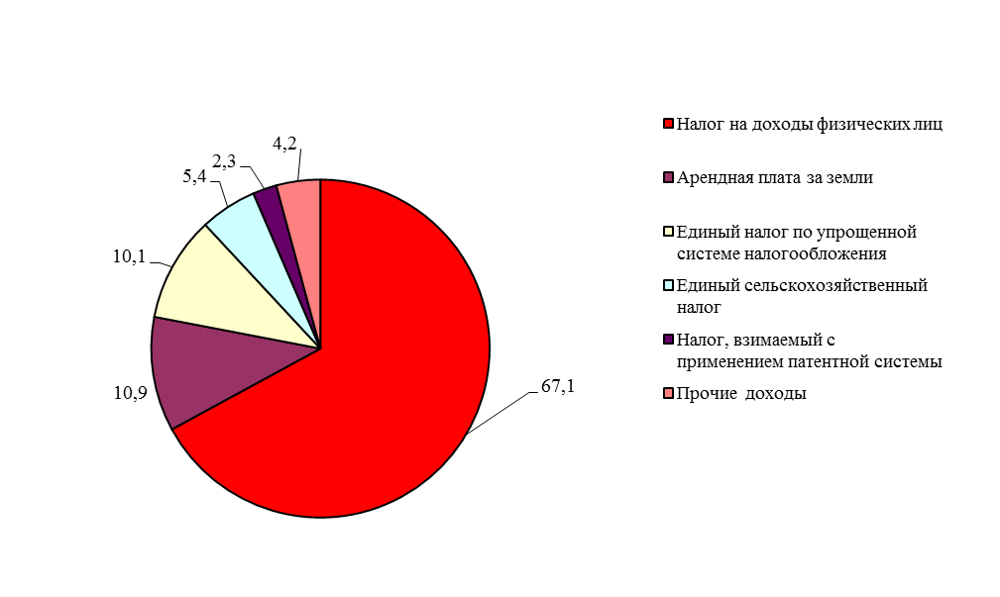 4,2
2,3
5,4
10,1
10,9
67,1
Налог на доходы физических лиц
Арендная плата за земли
Единый налог по упрощенной
системе налогообложения
Единый сельскохозяйственный
налог
Налог, взимаемый с
применением патентной системы
Прочие доходы